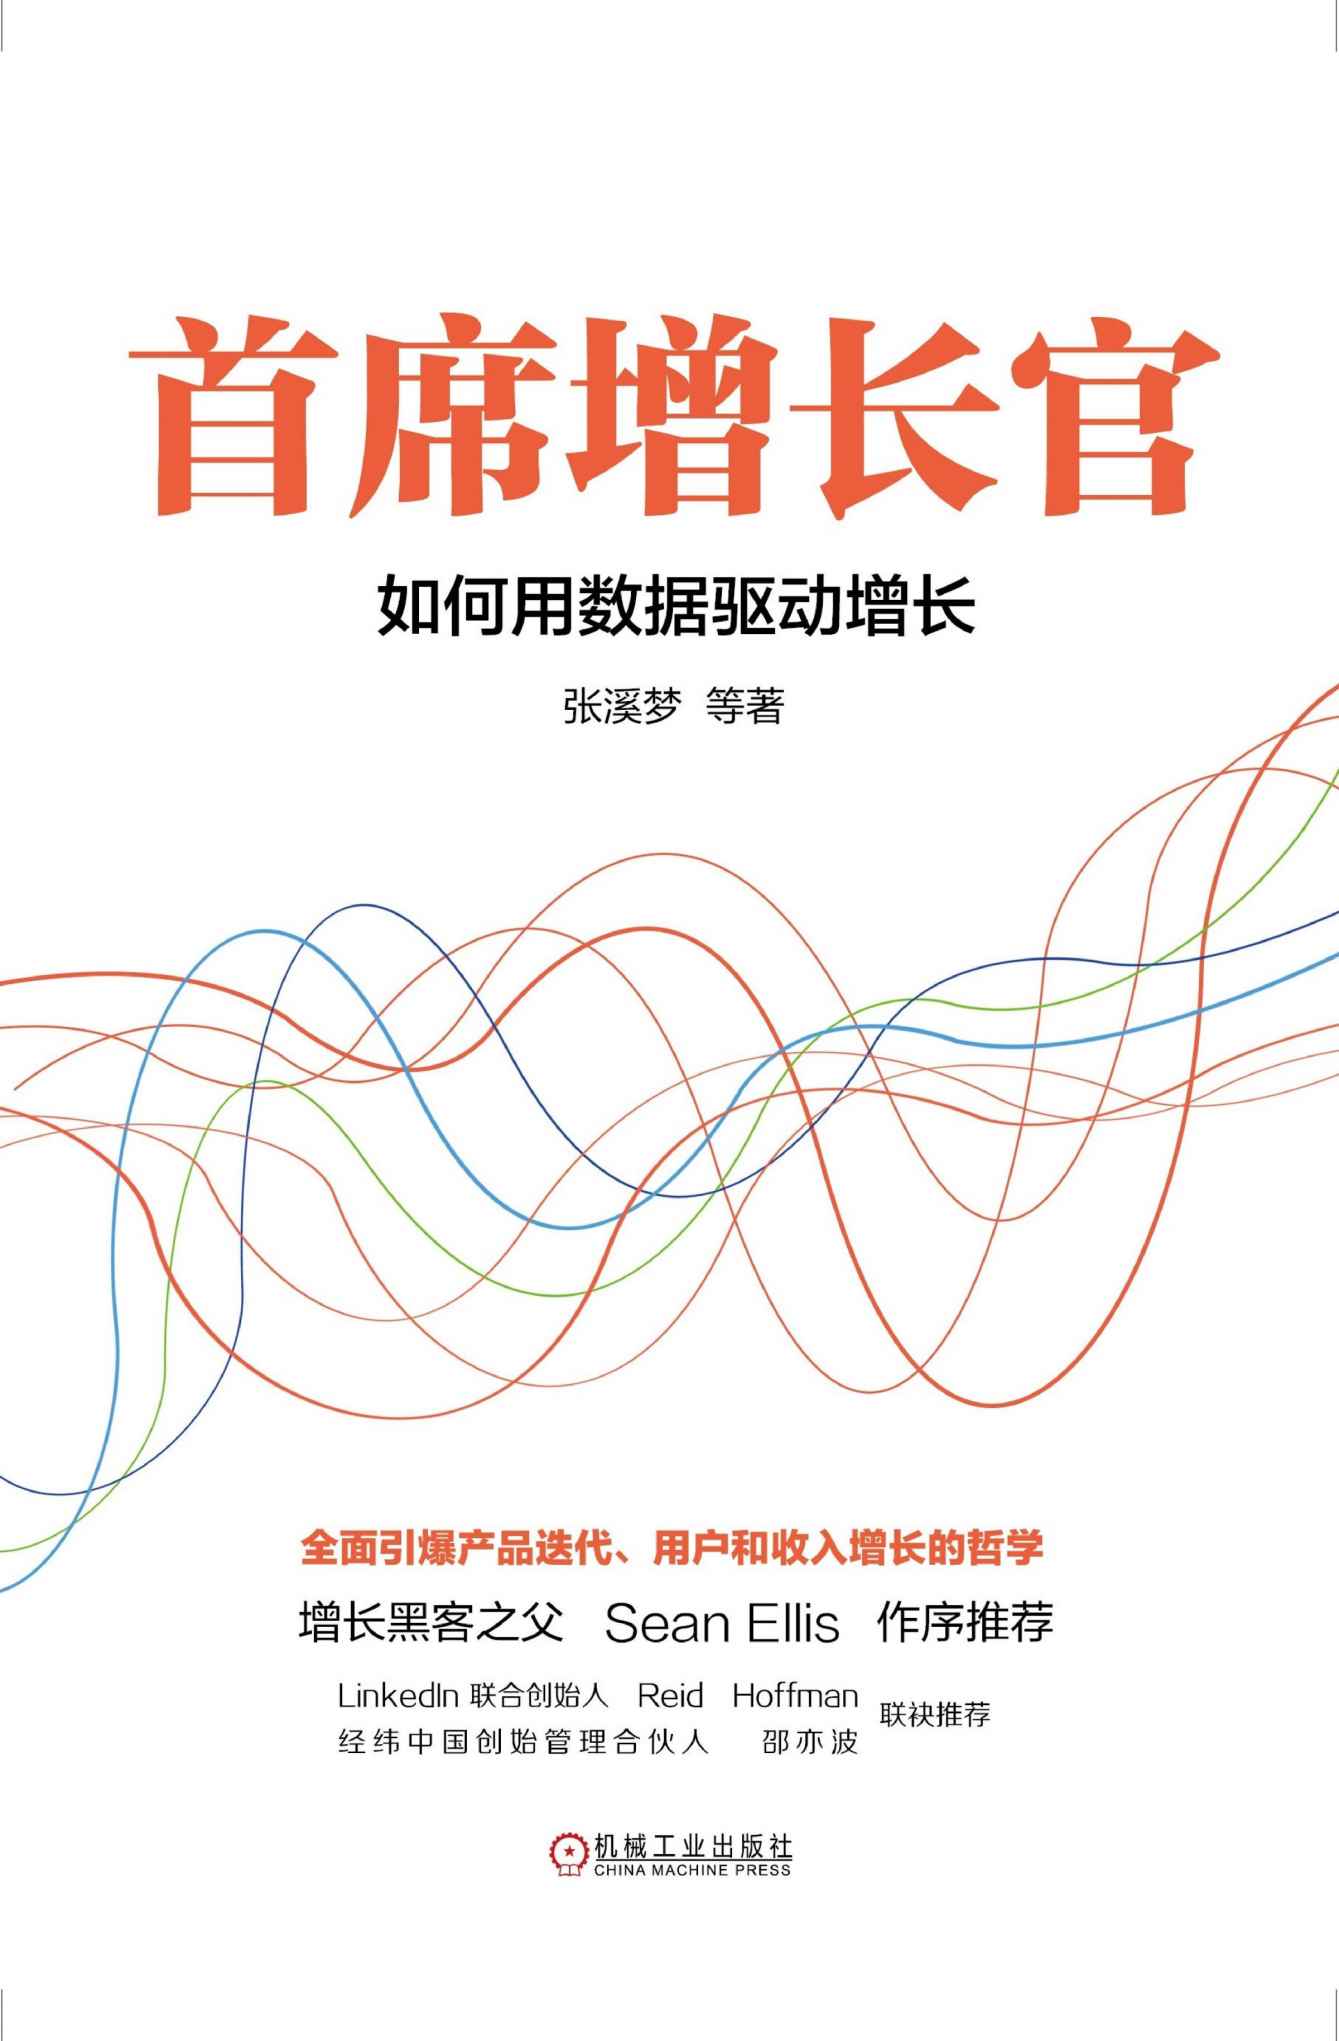 首席增长官
如何用数据驱动增长
张溪梦 等著
全面引爆产品迭代、用户和收入增长的哲学
增长黑客之父 Sean Ellis 作序推荐
LinkedIn 联合创始人 Reid Hoffman
经纬中国创始管理合伙人 邵亦波
联袂推荐
机械工业出版社
CHINA MACHINE PRESS